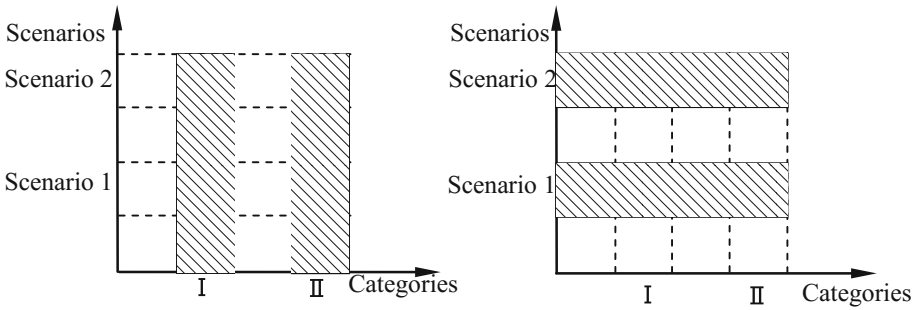 Scenarios
Scenario 2
Scenario 1
Ⅰ
Ⅱ
Categories
Scenarios
Scenario 2
Scenario 1
Ⅰ
Ⅱ
Categories